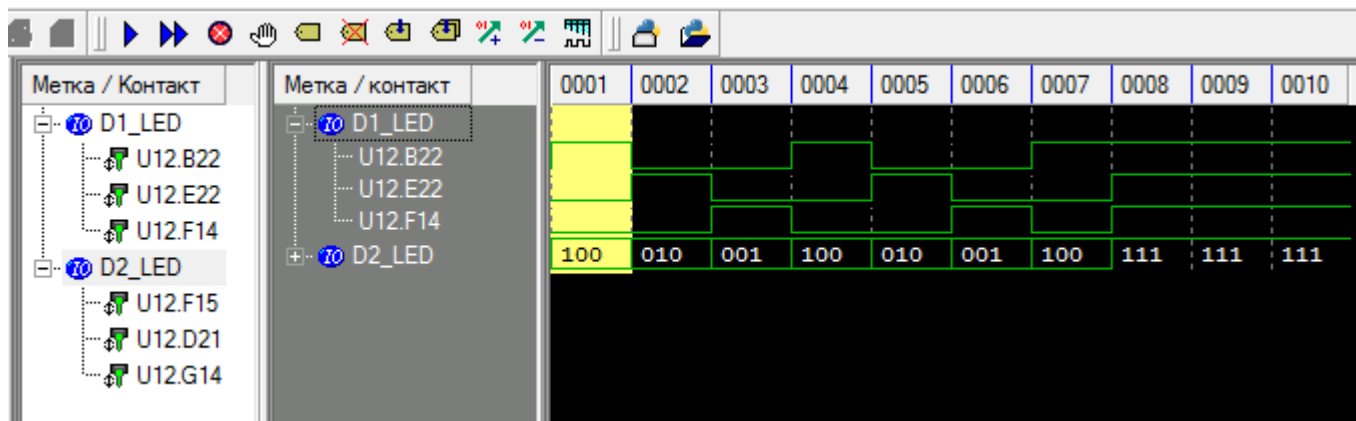 Метка / Контакт
Метка / контакт
0001 0002 0003 0004 0005 0006 0007 0008 0009 0010
D1_LED
U12.B22
U12.E22
U12.F14
D2_LED
U12.F15
U12.D21
U12.G14
D1_LED
U12.B22
U12.E22
U12.F14
D2_LED
100 010 001 100 010 001 100 111 111 111